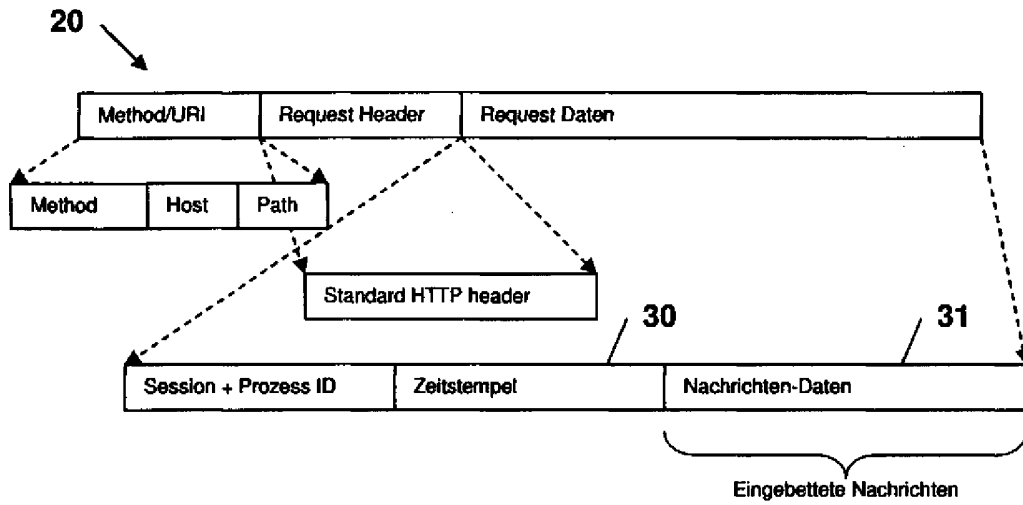 20
Method/URI Request Header Request Daten
Method Host Path
Standard HTTP header
30 31
Session + Prozess ID Zeitstempel Nachrichten-Daten
Eingebettete Nachrichten